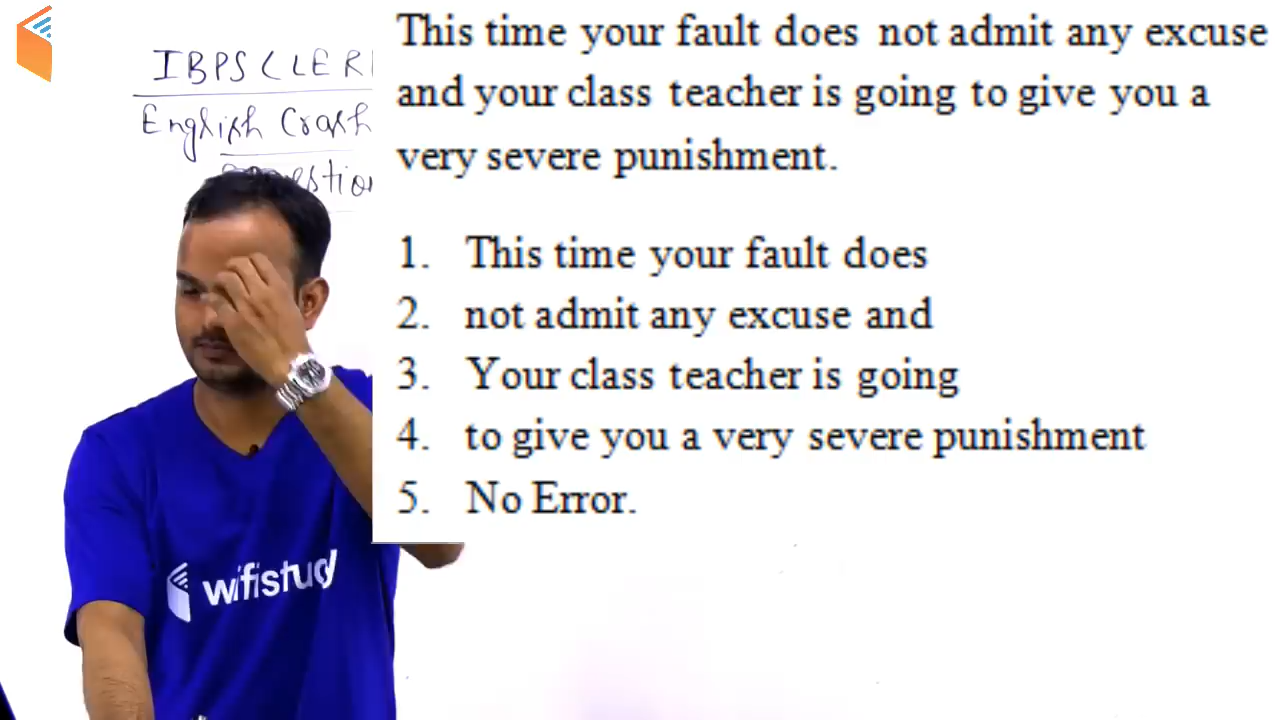 IBPS CLER
English Crash
This time your fault does not admit any excuse
and your class teacher is going to give you a
very severe punishment.
1. This time your fault does
2. not admit any excuse and
3. Your class teacher is going
4. to give you a very severe punishment
5. No Error.
wifistudy